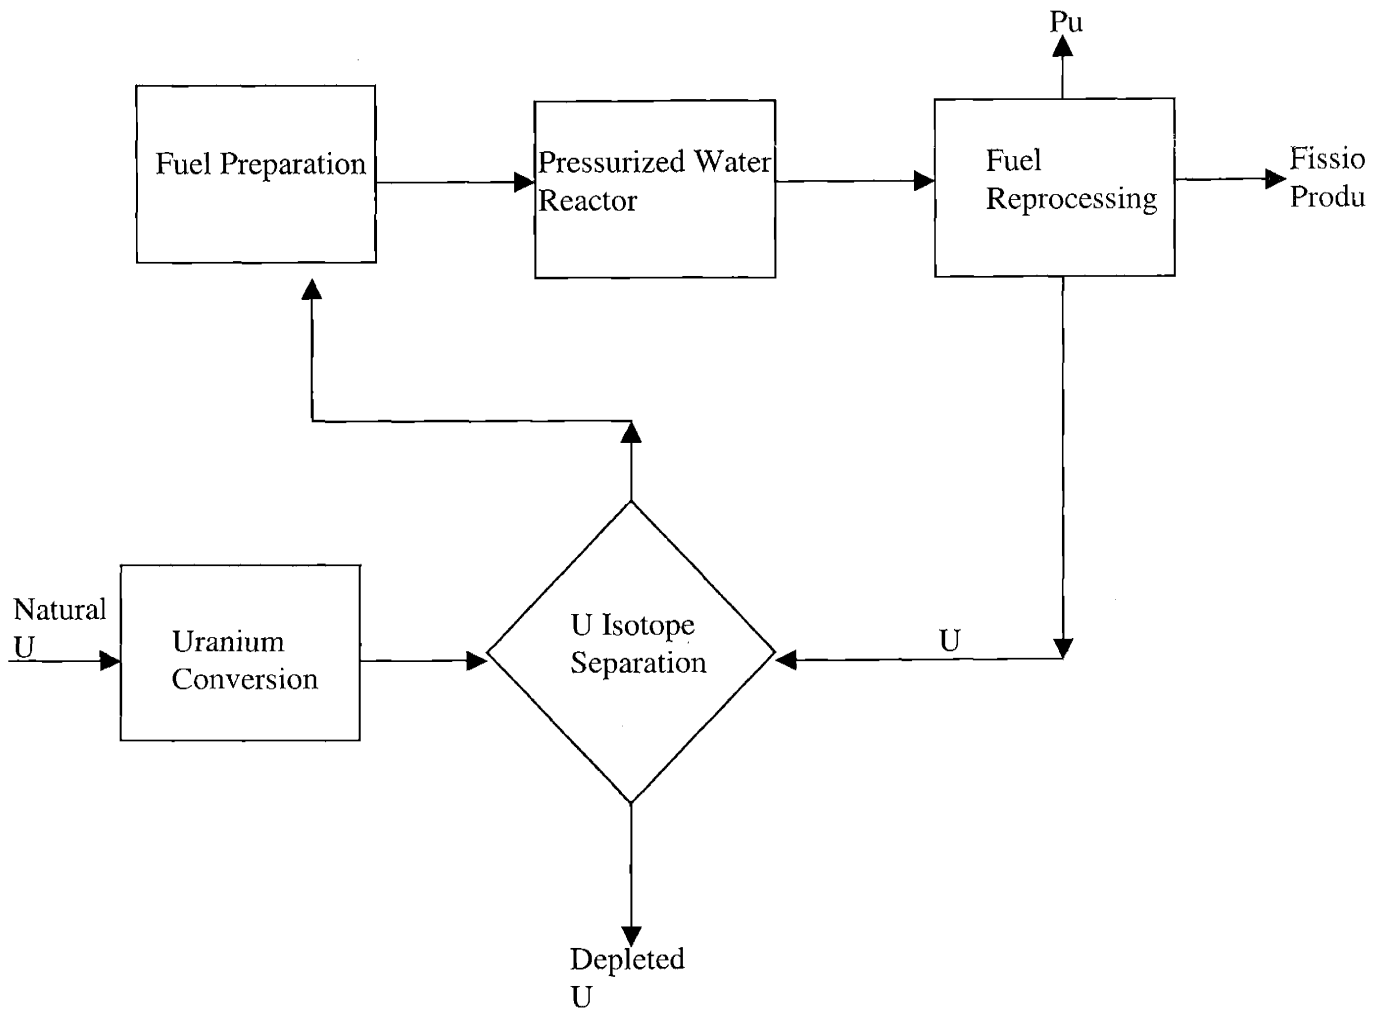 Pu
Fuel Preparation
Pressurized Water
Reactor
Fuel
Reprocessing
Fissio
Produ
Natural
U
Uranium
Conversion
U Isotope
Separation
U
Depleted
U